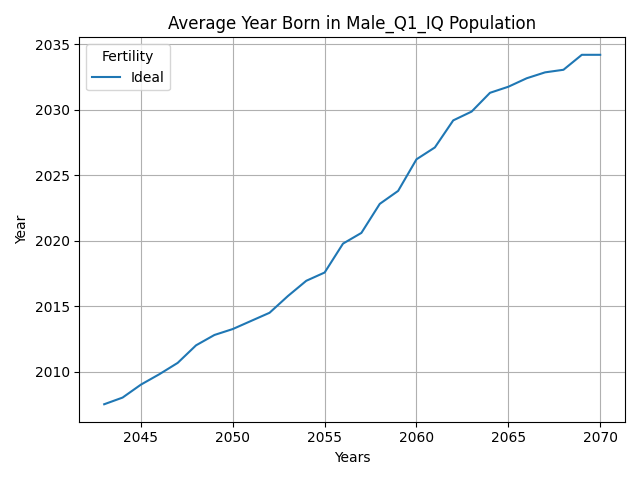 Average Year Born in Male_Q1_IQ Population
Fertility
Ideal
Year
2035
2030
2025
2020
2015
2010
2045 2050 2055 2060 2065 2070
Years